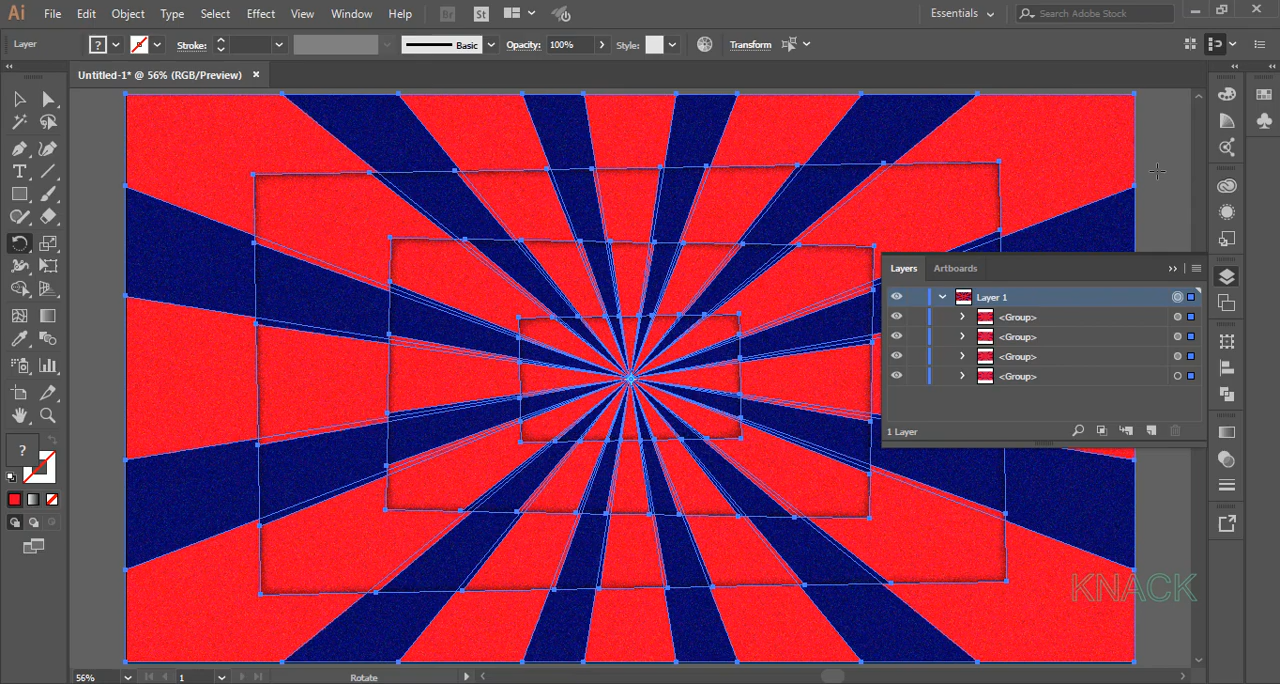 Ai File Edit Object Type Select Effect View Window Help Br St Essentials Search Adobe Stock
Layer ? Stroke: Basic Opacity: 100% Style: Transform
Untitled-1* @ 56% (RGB/Preview) ×
Layers Artboards
Layer 1
<Group>
<Group>
<Group>
<Group>
1 Layer
?
KNACK
56% 1 Rotate